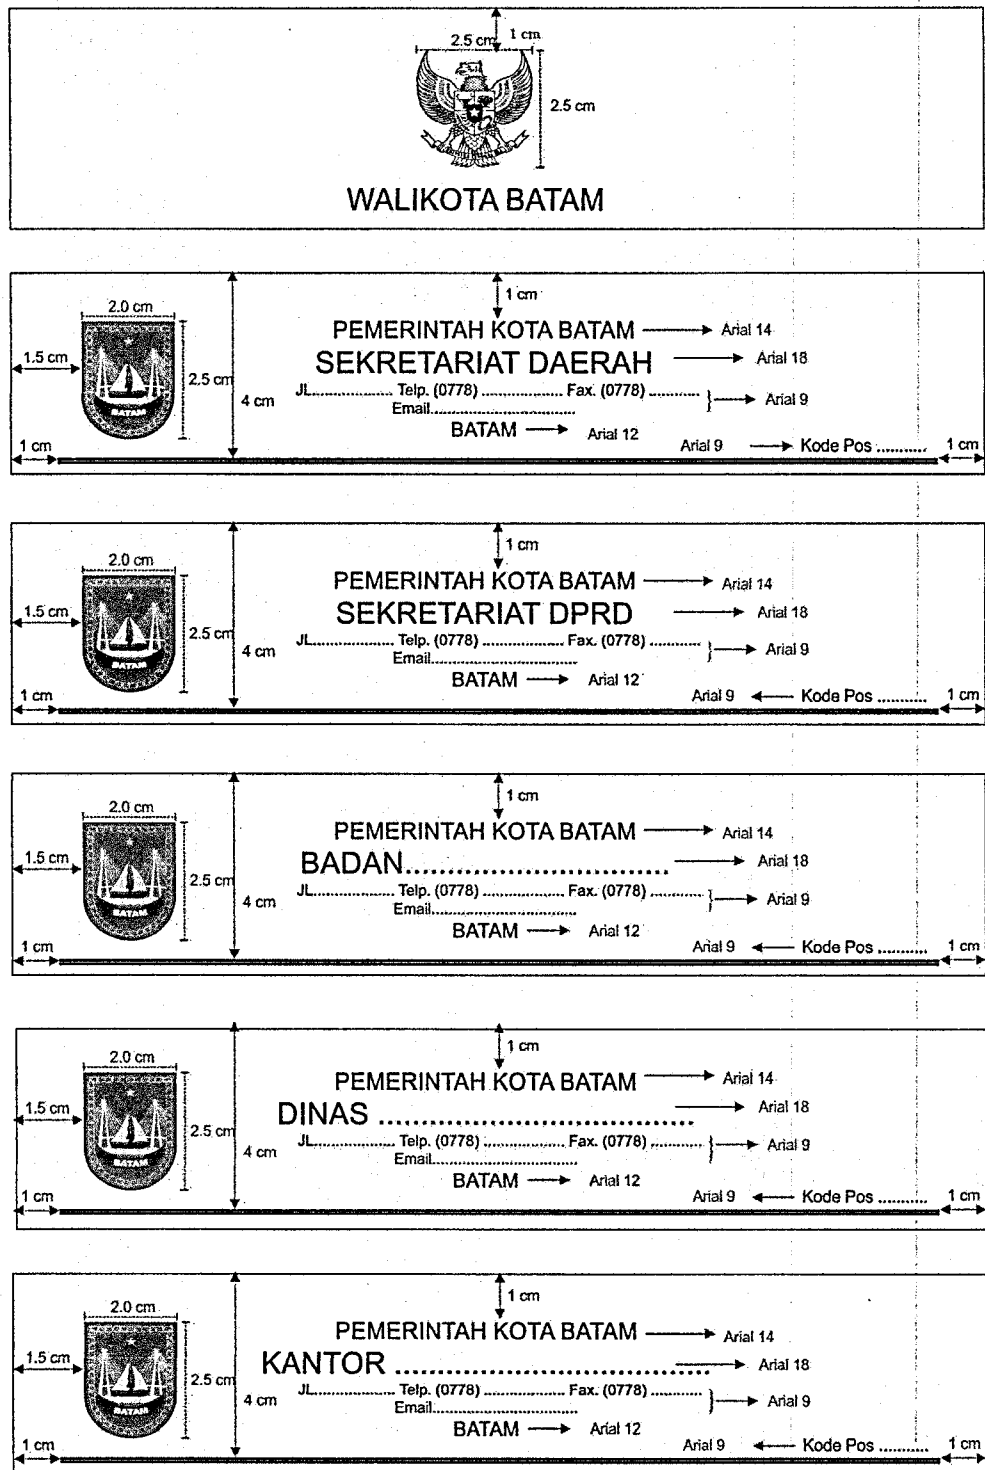 1 cm
2.5 cm
2.5 cm
WALIKOTA BATAM
1 cm
2.0 cm
PEMERINTAH KOTA BATAM Arial 14
1.5 cm
SEKRETARIAT DAERAH Arial 18
2.5 cm
4 cm
JL.................... Telp. (0778) .................... Fax. (0778) ............. Arial 9
Email....................................
BATAM
BATAM Arial 12
1 cm
Arial 9 Kode Pos ............ 1 cm
1 cm
2.0 cm
PEMERINTAH KOTA BATAM Arial 14
1.5 cm
SEKRETARIAT DPRD Arial 18
2.5 cm
4 cm
JL.................... Telp. (0778) .................... Fax. (0778) ............. Arial 9
Email....................................
BATAM
BATAM Arial 12
1 cm
Arial 9 Kode Pos ............ 1 cm
1 cm
2.0 cm
PEMERINTAH KOTA BATAM Arial 14
1.5 cm
BADAN.................................. Arial 18
2.5 cm
4 cm
JL.................... Telp. (0778) .................... Fax. (0778) ............. Arial 9
Email....................................
BATAM
BATAM Arial 12
1 cm
Arial 9 Kode Pos ............ 1 cm
1 cm
2.0 cm
PEMERINTAH KOTA BATAM Arial 14
1.5 cm
DINAS ........................................ Arial 18
2.5 cm
4 cm
JL.................... Telp. (0778) .................... Fax. (0778) ............. Arial 9
Email....................................
BATAM
BATAM Arial 12
1 cm
Arial 9 Kode Pos ............ 1 cm
1 cm
2.0 cm
PEMERINTAH KOTA BATAM Arial 14
1.5 cm
KANTOR ........................................ Arial 18
2.5 cm
4 cm
JL.................... Telp. (0778) .................... Fax. (0778) ............. Arial 9
Email....................................
BATAM
BATAM Arial 12
1 cm
Arial 9 Kode Pos ............ 1 cm